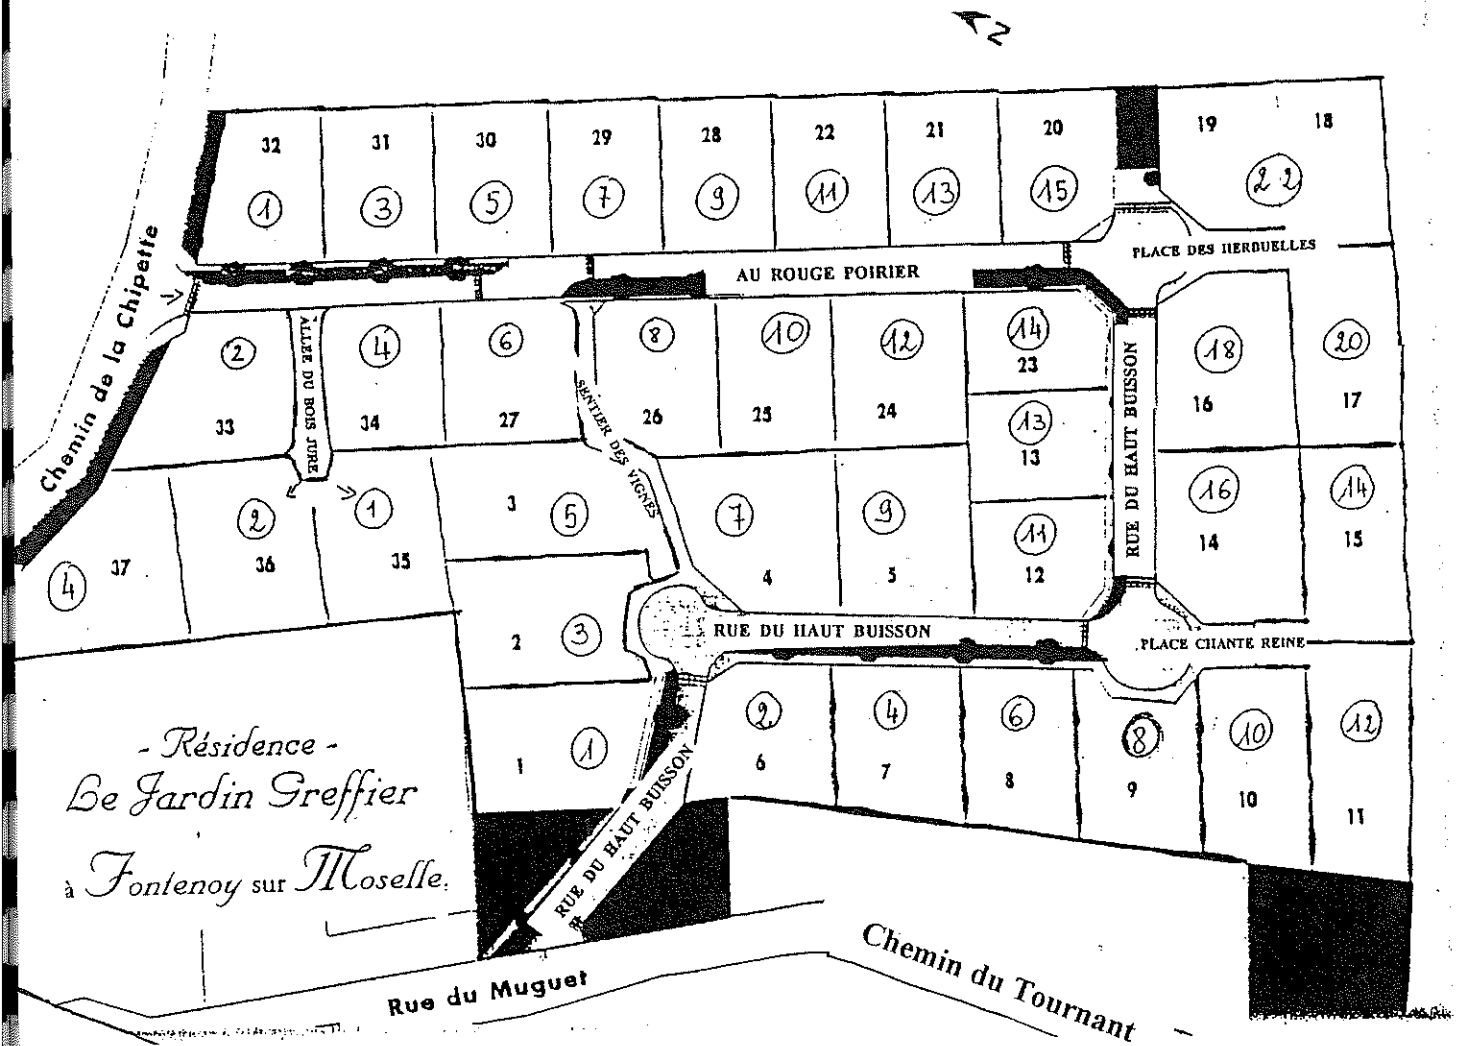 N
32 31 30 29 28 22 21 20 19 18
1 3 5 7 9 11 13 15 22
PLACE DES HERBUELLES
AU ROUGE POIRIER
Chemin de la Chipette
2 4 6 8 10 12 14 18 20
23
ALLEE DU BOIS JURE
SENTIER DES VIGNES
RUE DU HAUT BUISSON
33 34 27 26 25 24 16 17
13
13
2 1 3 5 7 9 16 14
37 36 35 4 5 11 14 15
4 12
2 3
RUE DU HAUT BUISSON
PLACE CHANTE REINE
1 1
2 4 6 8 10 12
6 7 8 9 10 11
RUE DU HAUT BUISSON
- Résidence -
Le Jardin Greffier
à Fontenoy sur Moselle
Rue du Muguet
Chemin du Tournant